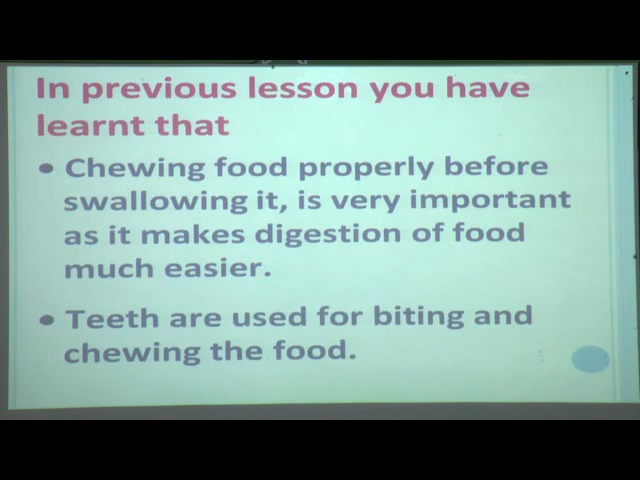 In previous lesson you have
learnt that
• Chewing food properly before
swallowing it, is very important
as it makes digestion of food
much easier.
• Teeth are used for biting and
chewing the food.